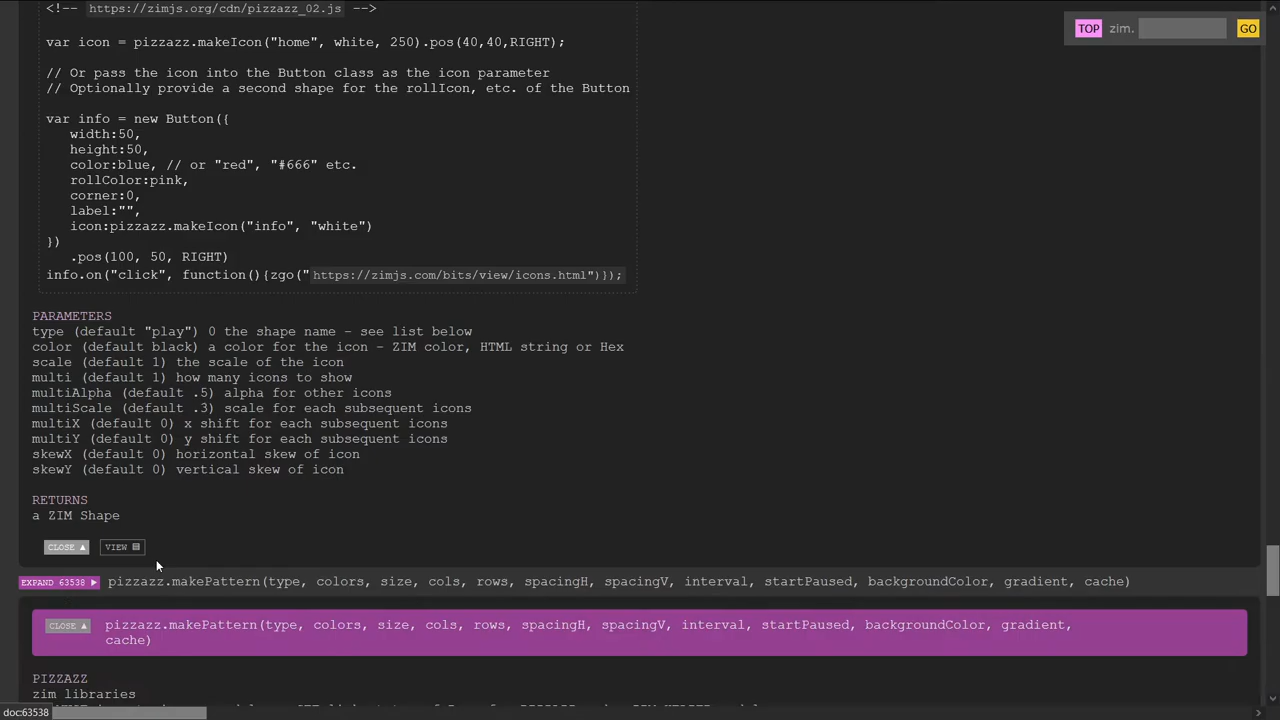 <!-- https://zimjs.org/cdn/pizzazz_02.js -->
TOP zim. GO
var icon = pizzazz.makeIcon("home", white, 250).pos(40,40,RIGHT);
// Or pass the icon into the Button class as the icon parameter
// Optionally provide a second shape for the rollIcon, etc. of the Button
var info = new Button({
width:50,
height:50,
color:blue, // or "red", "#666" etc.
rollColor:pink,
corner:0,
label:"",
icon:pizzazz.makeIcon("info", "white")
})
.pos(100, 50, RIGHT)
info.on("click", function(){zgo("https://zimjs.com/bits/view/icons.html")});
PARAMETERS
type (default "play") 0 the shape name - see list below
color (default black) a color for the icon - ZIM color, HTML string or Hex
scale (default 1) the scale of the icon
multi (default 1) how many icons to show
multiAlpha (default .5) alpha for other icons
multiScale (default .3) scale for each subsequent icons
multiX (default 0) x shift for each subsequent icons
multiY (default 0) y shift for each subsequent icons
skewX (default 0) horizontal skew of icon
skewY (default 0) vertical skew of icon
RETURNS
a ZIM Shape
CLOSE ▲ VIEW
EXPAND 63538 ▶ pizzazz.makePattern(type, colors, size, cols, rows, spacingH, spacingV, interval, startPaused, backgroundColor, gradient, cache)
CLOSE ▲ pizzazz.makePattern(type, colors, size, cols, rows, spacingH, spacingV, interval, startPaused, backgroundColor, gradient,
cache)
PIZZAZZ
zim libraries
doc:63538